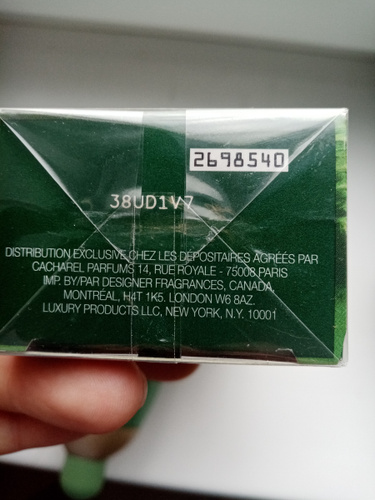 2698540
38UD1V7
DISTRIBUTION EXCLUSIVE CHEZ LES DÉPOSITAIRES AGRÉÉS PAR
CACHAREL PARFUMS 14, RUE ROYALE - 75008 PARIS
IMP. BY/PAR DESIGNER FRAGRANCES, CANADA
MONTRÉAL, H4T 1K5. LONDON W6 8AZ.
LUXURY PRODUCTS LLC, NEW YORK, N.Y. 10001